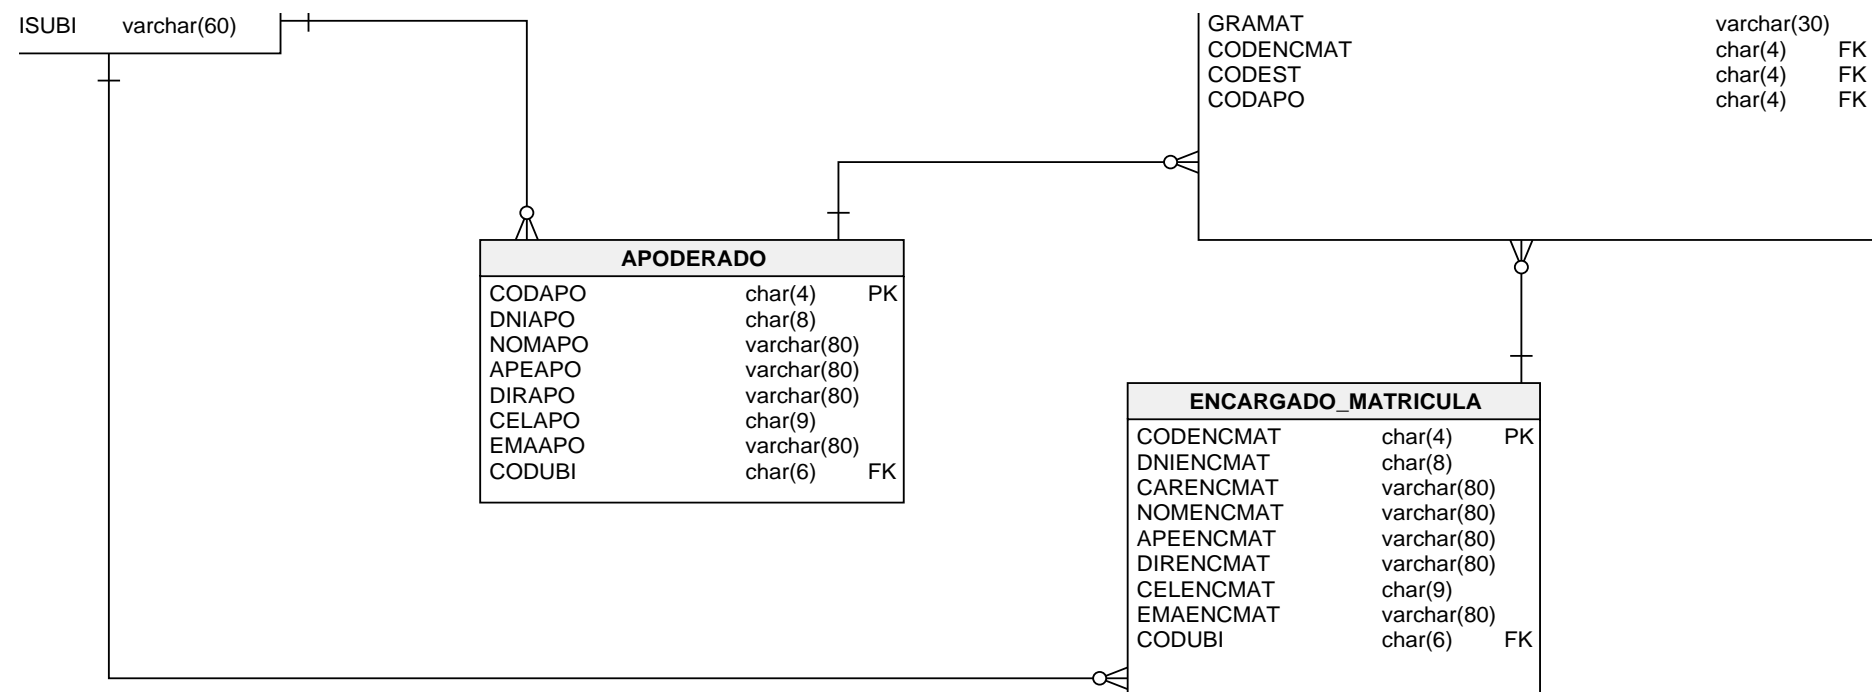 ISUBI varchar(60)
GRAMAT varchar(30)
CODENCMAT char(4) FK
CODEST char(4) FK
CODAPO char(4) FK
APODERADO
CODAPO char(4) PK
DNIAPO char(8)
NOMAPO varchar(80)
APEAPO varchar(80)
DIRAPO varchar(80)
CELAPO char(9)
EMAAPO varchar(80)
CODUBI char(6) FK
ENCARGADO_MATRICULA
CODENCMAT char(4) PK
DNIENCMAT char(8)
CARENCMAT varchar(80)
NOMENCMAT varchar(80)
APEENCMAT varchar(80)
DIRENCMAT varchar(80)
CELENCMAT char(9)
EMAENCMAT varchar(80)
CODUBI char(6) FK